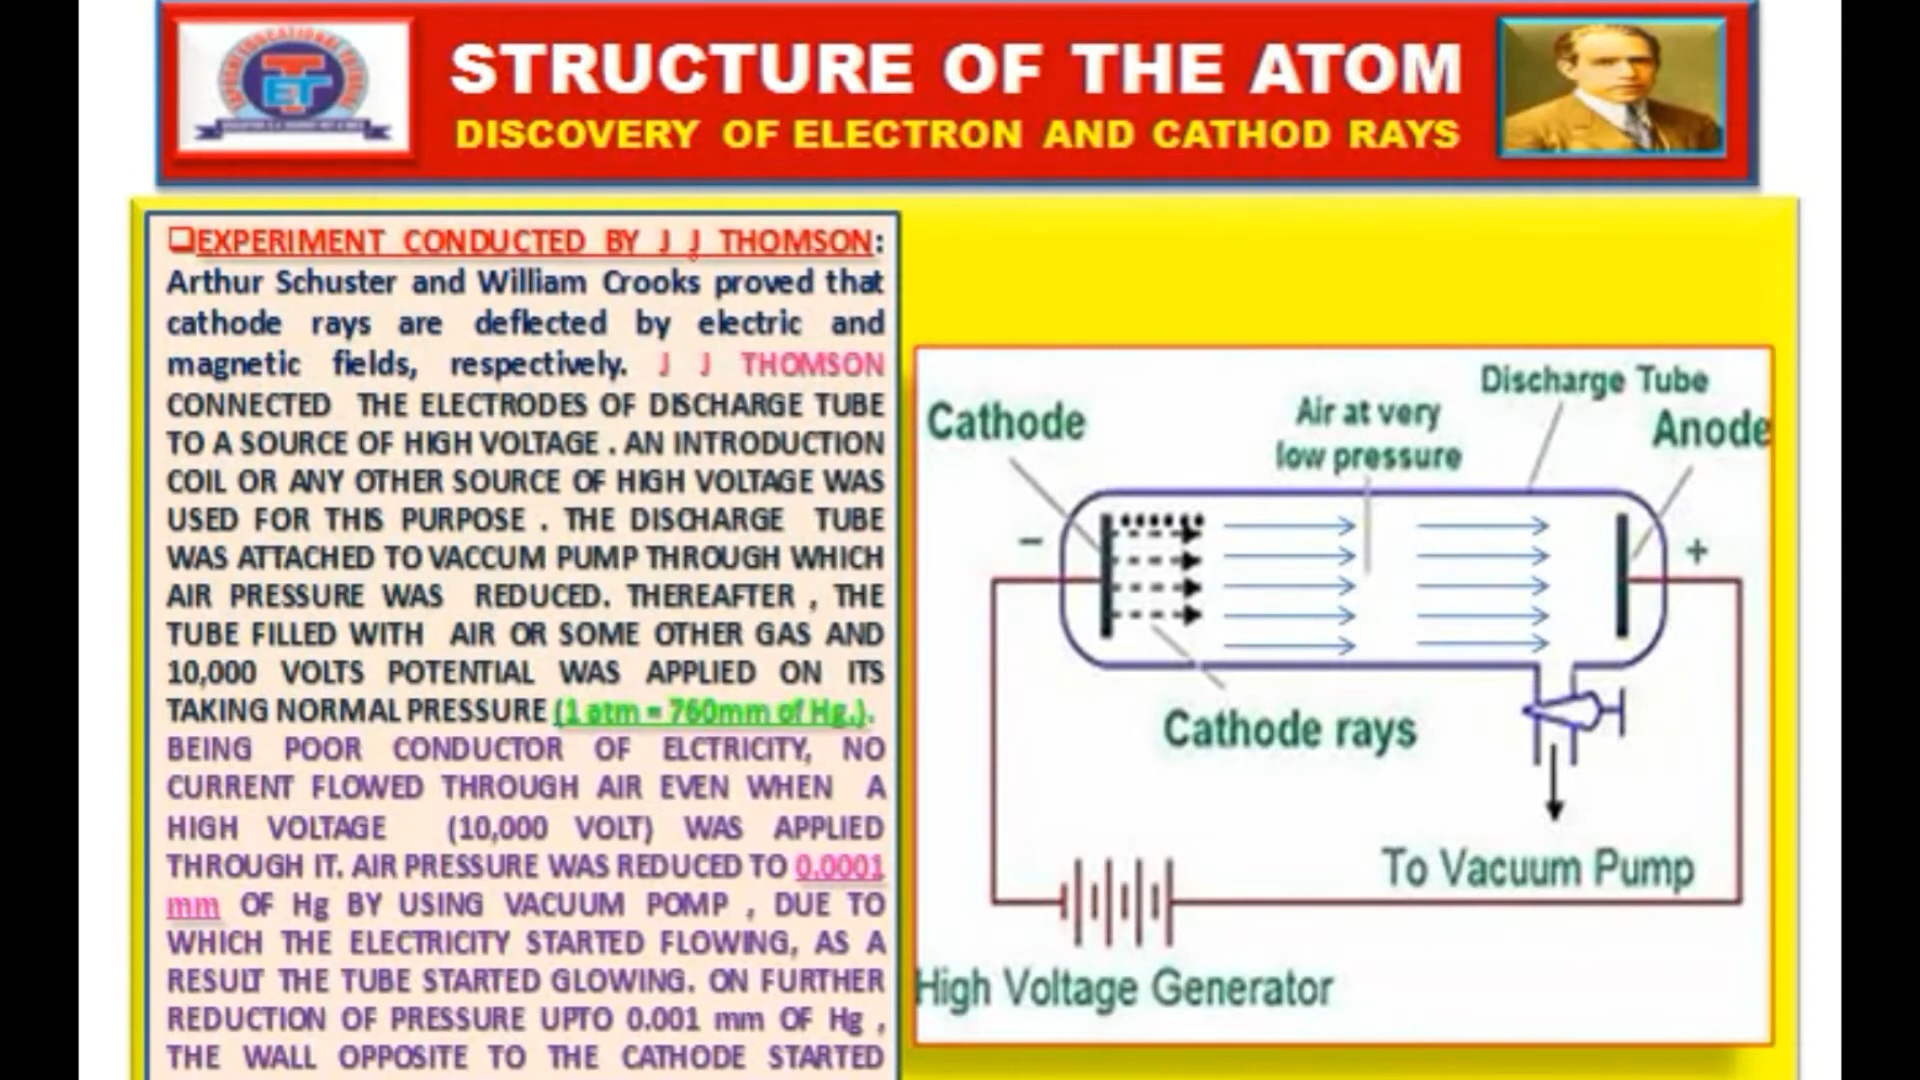 STRUCTURE OF THE ATOM
DISCOVERY OF ELECTRON AND CATHOD RAYS
TET
EXPERIMENT CONDUCTED BY J J THOMSON:
Arthur Schuster and William Crooks proved that
cathode rays are deflected by electric and
magnetic fields, respectively. J J THOMSON
CONNECTED THE ELECTRODES OF DISCHARGE TUBE
TO A SOURCE OF HIGH VOLTAGE . AN INTRODUCTION
COIL OR ANY OTHER SOURCE OF HIGH VOLTAGE WAS
USED FOR THIS PURPOSE . THE DISCHARGE TUBE
WAS ATTACHED TO VACCUM PUMP THROUGH WHICH
AIR PRESSURE WAS REDUCED. THEREAFTER , THE
TUBE FILLED WITH AIR OR SOME OTHER GAS AND
10,000 VOLTS POTENTIAL WAS APPLIED ON ITS
TAKING NORMAL PRESSURE (1 atm = 760mm of Hg.).
BEING POOR CONDUCTOR OF ELCTRICITY, NO
CURRENT FLOWED THROUGH AIR EVEN WHEN A
HIGH VOLTAGE (10,000 VOLT) WAS APPLIED
THROUGH IT. AIR PRESSURE WAS REDUCED TO 0.0001
mm OF Hg BY USING VACUUM POMP , DUE TO
WHICH THE ELECTRICITY STARTED FLOWING, AS A
RESULT THE TUBE STARTED GLOWING. ON FURTHER
REDUCTION OF PRESSURE UPTO 0.001 mm OF Hg ,
THE WALL OPPOSITE TO THE CATHODE STARTED
Discharge Tube
Cathode
Air at very
low pressure
Anode
−
+
Cathode rays
To Vacuum Pump
High Voltage Generator